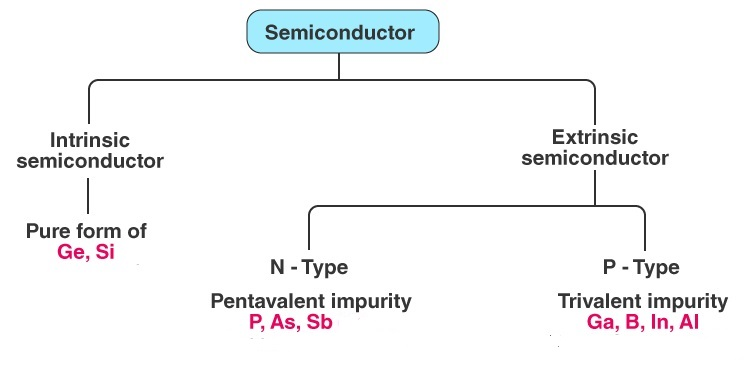 Semiconductor
Intrinsic
semiconductor
Extrinsic
semiconductor
Pure form of
Ge, Si
N - Type
P - Type
Pentavalent impurity
P, As, Sb
Trivalent impurity
Ga, B, In, Al